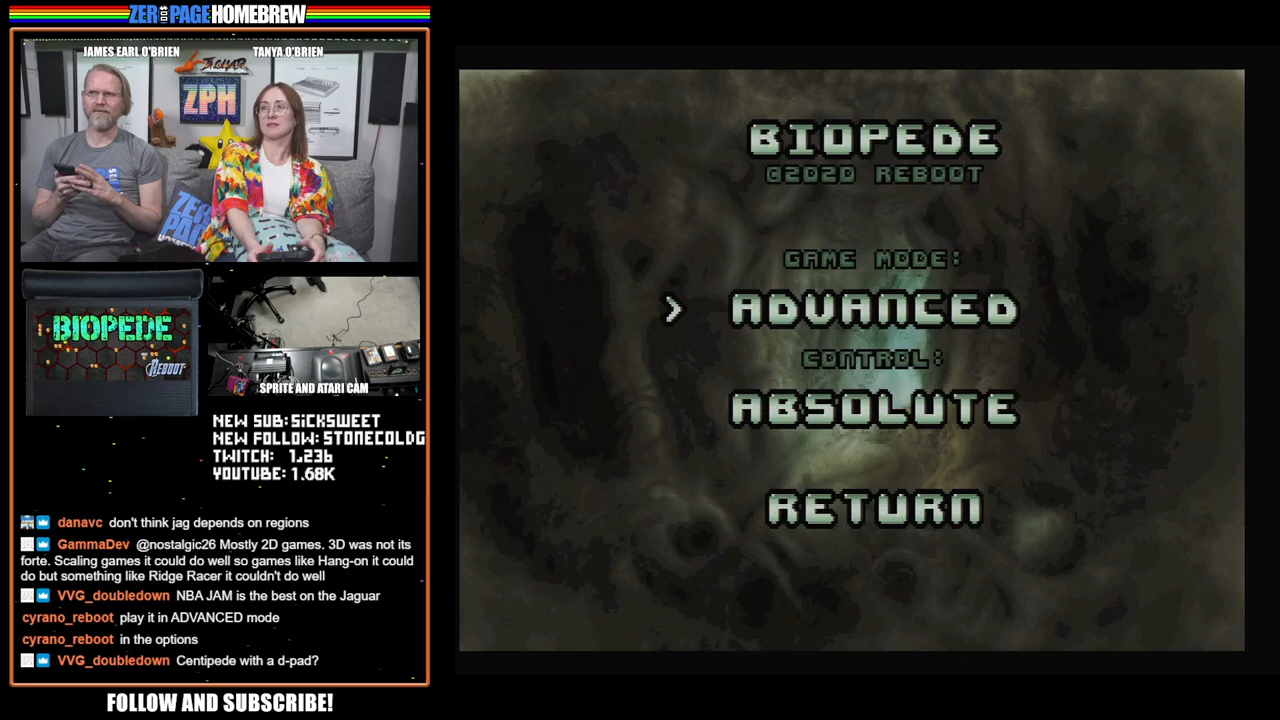 ZEROPAGE HOMEBREW
JAMES EARL O'BRIEN
TANYA O'BRIEN
JAGUAR
ZPH
BIOPEDE
REBOOT
SPRITE AND ATARI CAM
NEW SUB: SICKSWEET
NEW FOLLOW: STONECOLDG
TWITCH: 1,236
YOUTUBE: 1.68K
danavc don't think jag depends on regions
GammaDev @nostalgic26 Mostly 2D games. 3D was not its
forte. Scaling games it could do well so games like Hang-on it could
do but something like Ridge Racer it couldn't do well
VVG_doubledown NBA JAM is the best on the Jaguar
cyrano_reboot play it in ADVANCED mode
cyrano_reboot in the options
VVG_doubledown Centipede with a d-pad?
FOLLOW AND SUBSCRIBE!
BIOPEDE
©2020 REBOOT
GAME MODE:
> ADVANCED
CONTROL:
ABSOLUTE
RETURN